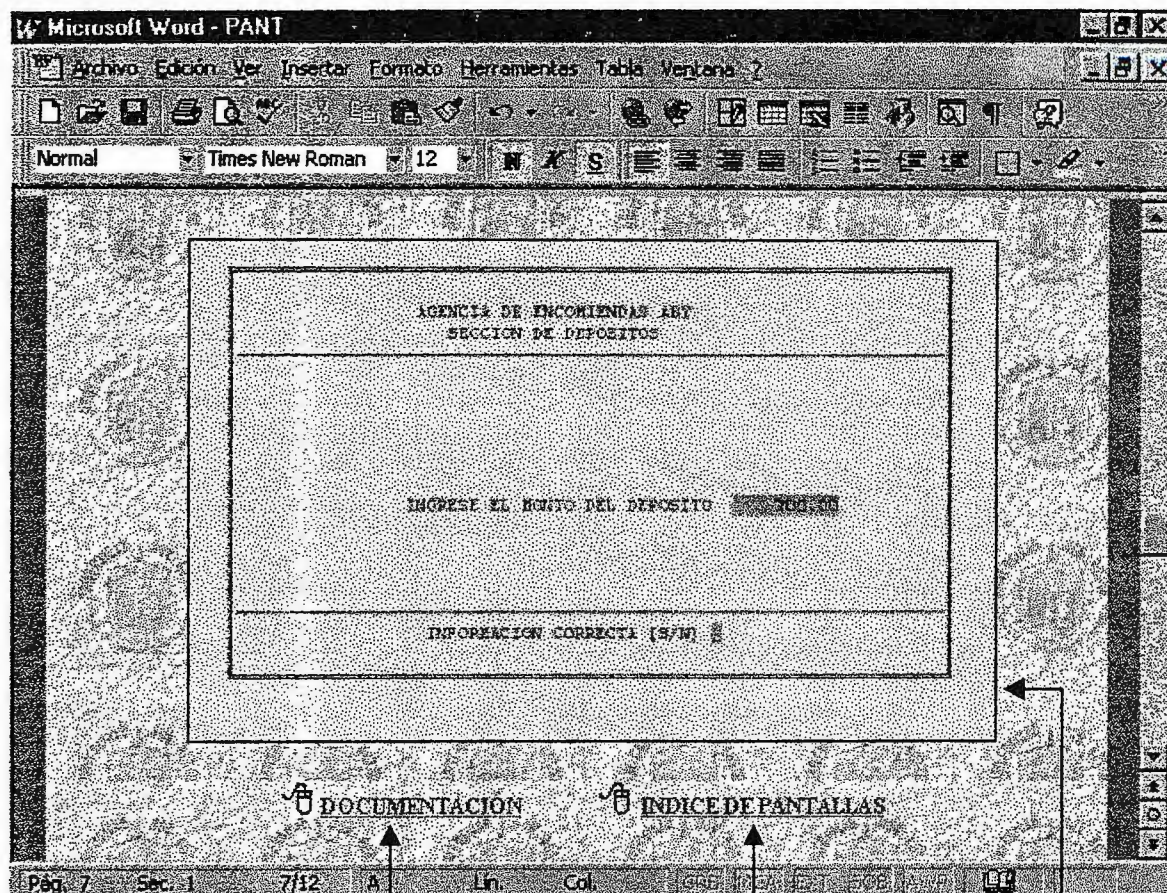 Microsoft Word - PANT
Archivo Edición Ver Insertar Formato Herramientas Tabla Ventana ?
Normal Times New Roman 12 N K S
AGENCIA DE ENCOMIENDAS ABT
SECCION DE DEPOSITOS
INGRESE EL MONTO DEL DEPOSITO
INFORMACION CORRECTA [S/N]
DOCUMENTACIÓN INDICE DE PANTALLAS
Pág. 7 Sec. 1 7/12 A Lín. Col.